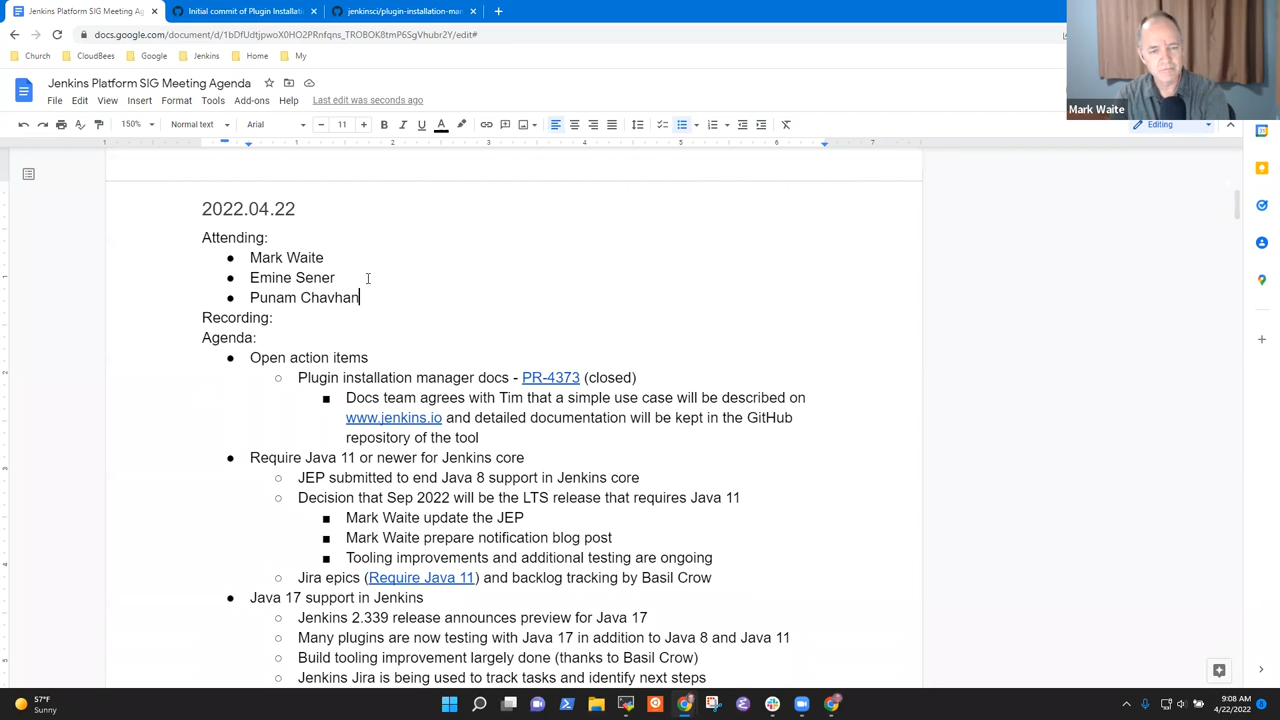 Jenkins Platform SIG Meeting Ag
Initial commit of Plugin Installatio
jenkinsci/plugin-installation-mar
docs.google.com/document/d/1bDfUdtjpwoX0HO2PRnfqns_TROBOK8tmP6SgVhubr2Y/edit#
Church CloudBees Google Jenkins Home My
Mark Waite
Jenkins Platform SIG Meeting Agenda
File Edit View Insert Format Tools Add-ons Help Last edit was seconds ago
150% Normal text Arial 11 Editing
1 1 2 3 4 5 6 7
2022.04.22
Attending:
● Mark Waite
● Emine Sener
● Punam Chavhan
Recording:
Agenda:
● Open action items
○ Plugin installation manager docs - PR-4373 (closed)
■ Docs team agrees with Tim that a simple use case will be described on
www.jenkins.io and detailed documentation will be kept in the GitHub
repository of the tool
● Require Java 11 or newer for Jenkins core
○ JEP submitted to end Java 8 support in Jenkins core
○ Decision that Sep 2022 will be the LTS release that requires Java 11
■ Mark Waite update the JEP
■ Mark Waite prepare notification blog post
■ Tooling improvements and additional testing are ongoing
○ Jira epics (Require Java 11) and backlog tracking by Basil Crow
● Java 17 support in Jenkins
○ Jenkins 2.339 release announces preview for Java 17
○ Many plugins are now testing with Java 17 in addition to Java 8 and Java 11
○ Build tooling improvement largely done (thanks to Basil Crow)
○ Jenkins Jira is being used to track tasks and identify next steps
57°F
Sunny
9:08 AM
4/22/2022